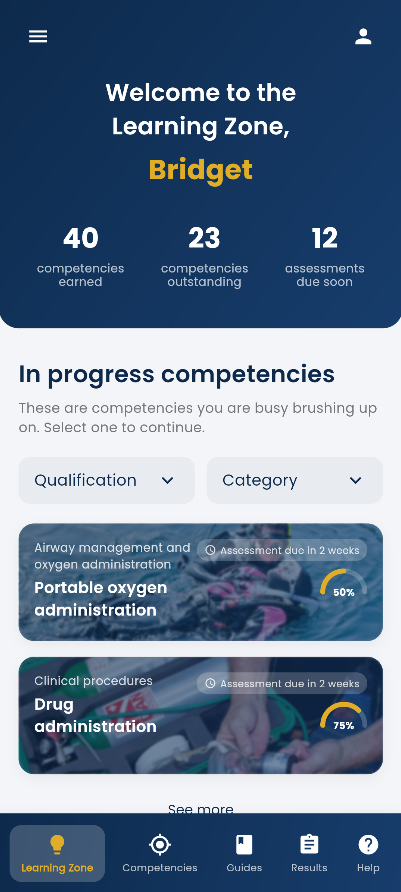 Welcome to the
Learning Zone,
Bridget
40
competencies
earned
23
competencies
outstanding
12
assessments
due soon
In progress competencies
These are competencies you are busy brushing up
on. Select one to continue.
Qualification
Category
Airway management and
oxygen administration
Assessment due in 2 weeks
Portable oxygen
administration
50%
Clinical procedures
Assessment due in 2 weeks
Drug
administration
75%
See more
Learning Zone
Competencies
Guides
Results
Help